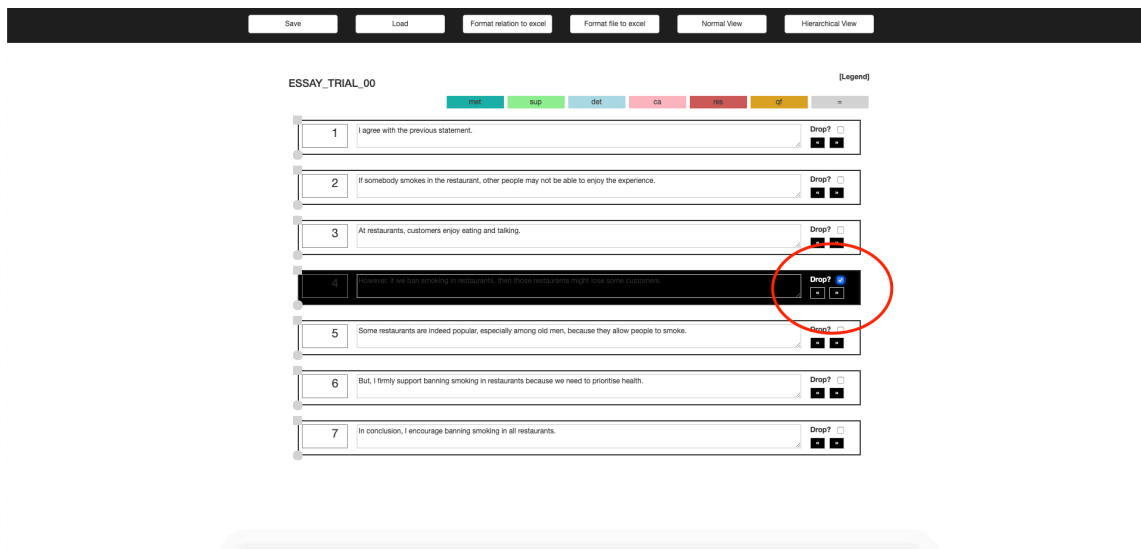 Save Load Format relation to excel Format file to excel Normal View Hierarchical View
ESSAY_TRIAL_00 [Legend]
met sup det ca res qf =
1 I agree with the previous statement. Drop?
« »
2 If somebody smokes in the restaurant, other people may not be able to enjoy the experience. Drop?
« »
3 At restaurants, customers enjoy eating and talking. Drop?
« »
4 However, if we ban smoking in restaurants, then those restaurants might lose some customers. Drop?
« »
5 Some restaurants are indeed popular, especially among old men, because they allow people to smoke. Drop?
« »
6 But, I firmly support banning smoking in restaurants because we need to prioritise health. Drop?
« »
7 In conclusion, I encourage banning smoking in all restaurants. Drop?
« »